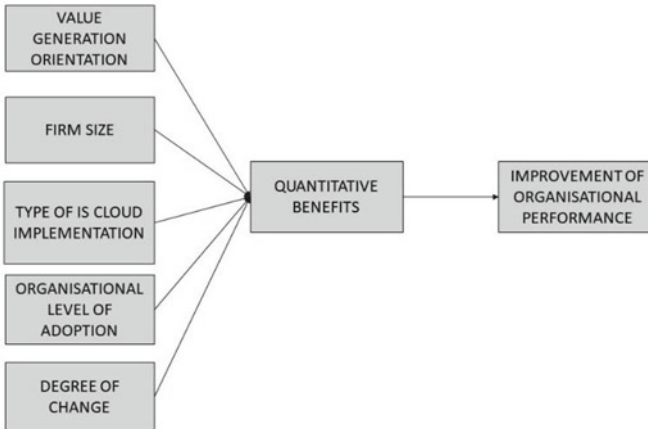 VALUE
GENERATION
ORIENTATION
FIRM SIZE
TYPE OF IS CLOUD
IMPLEMENTATION
ORGANISATIONAL
LEVEL OF
ADOPTION
DEGREE OF
CHANGE
QUANTITATIVE
BENEFITS
IMPROVEMENT OF
ORGANISATIONAL
PERFORMANCE